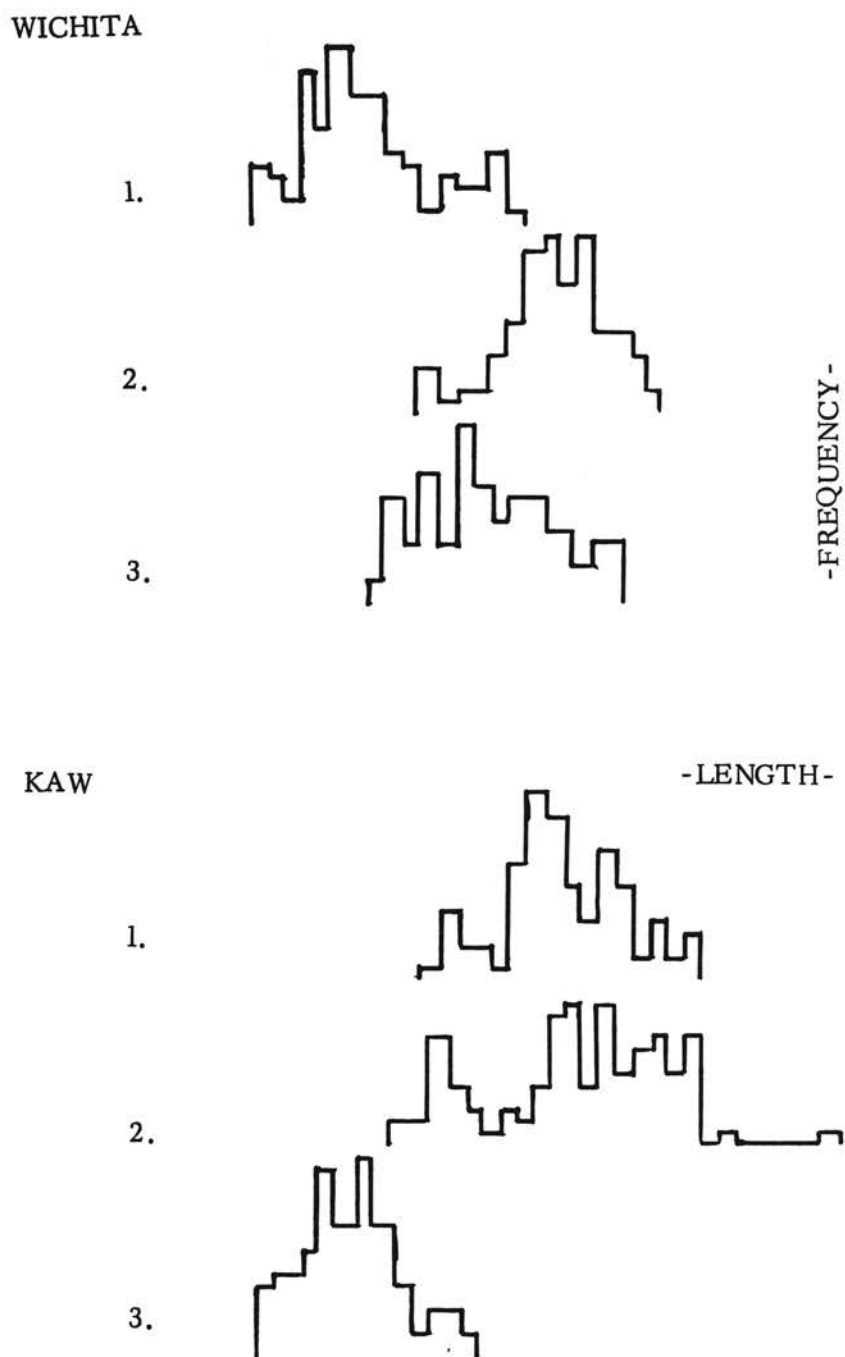 WICHITA
1.
2.
-FREQUENCY-
3.
KAW
-LENGTH-
1.
2.
3.